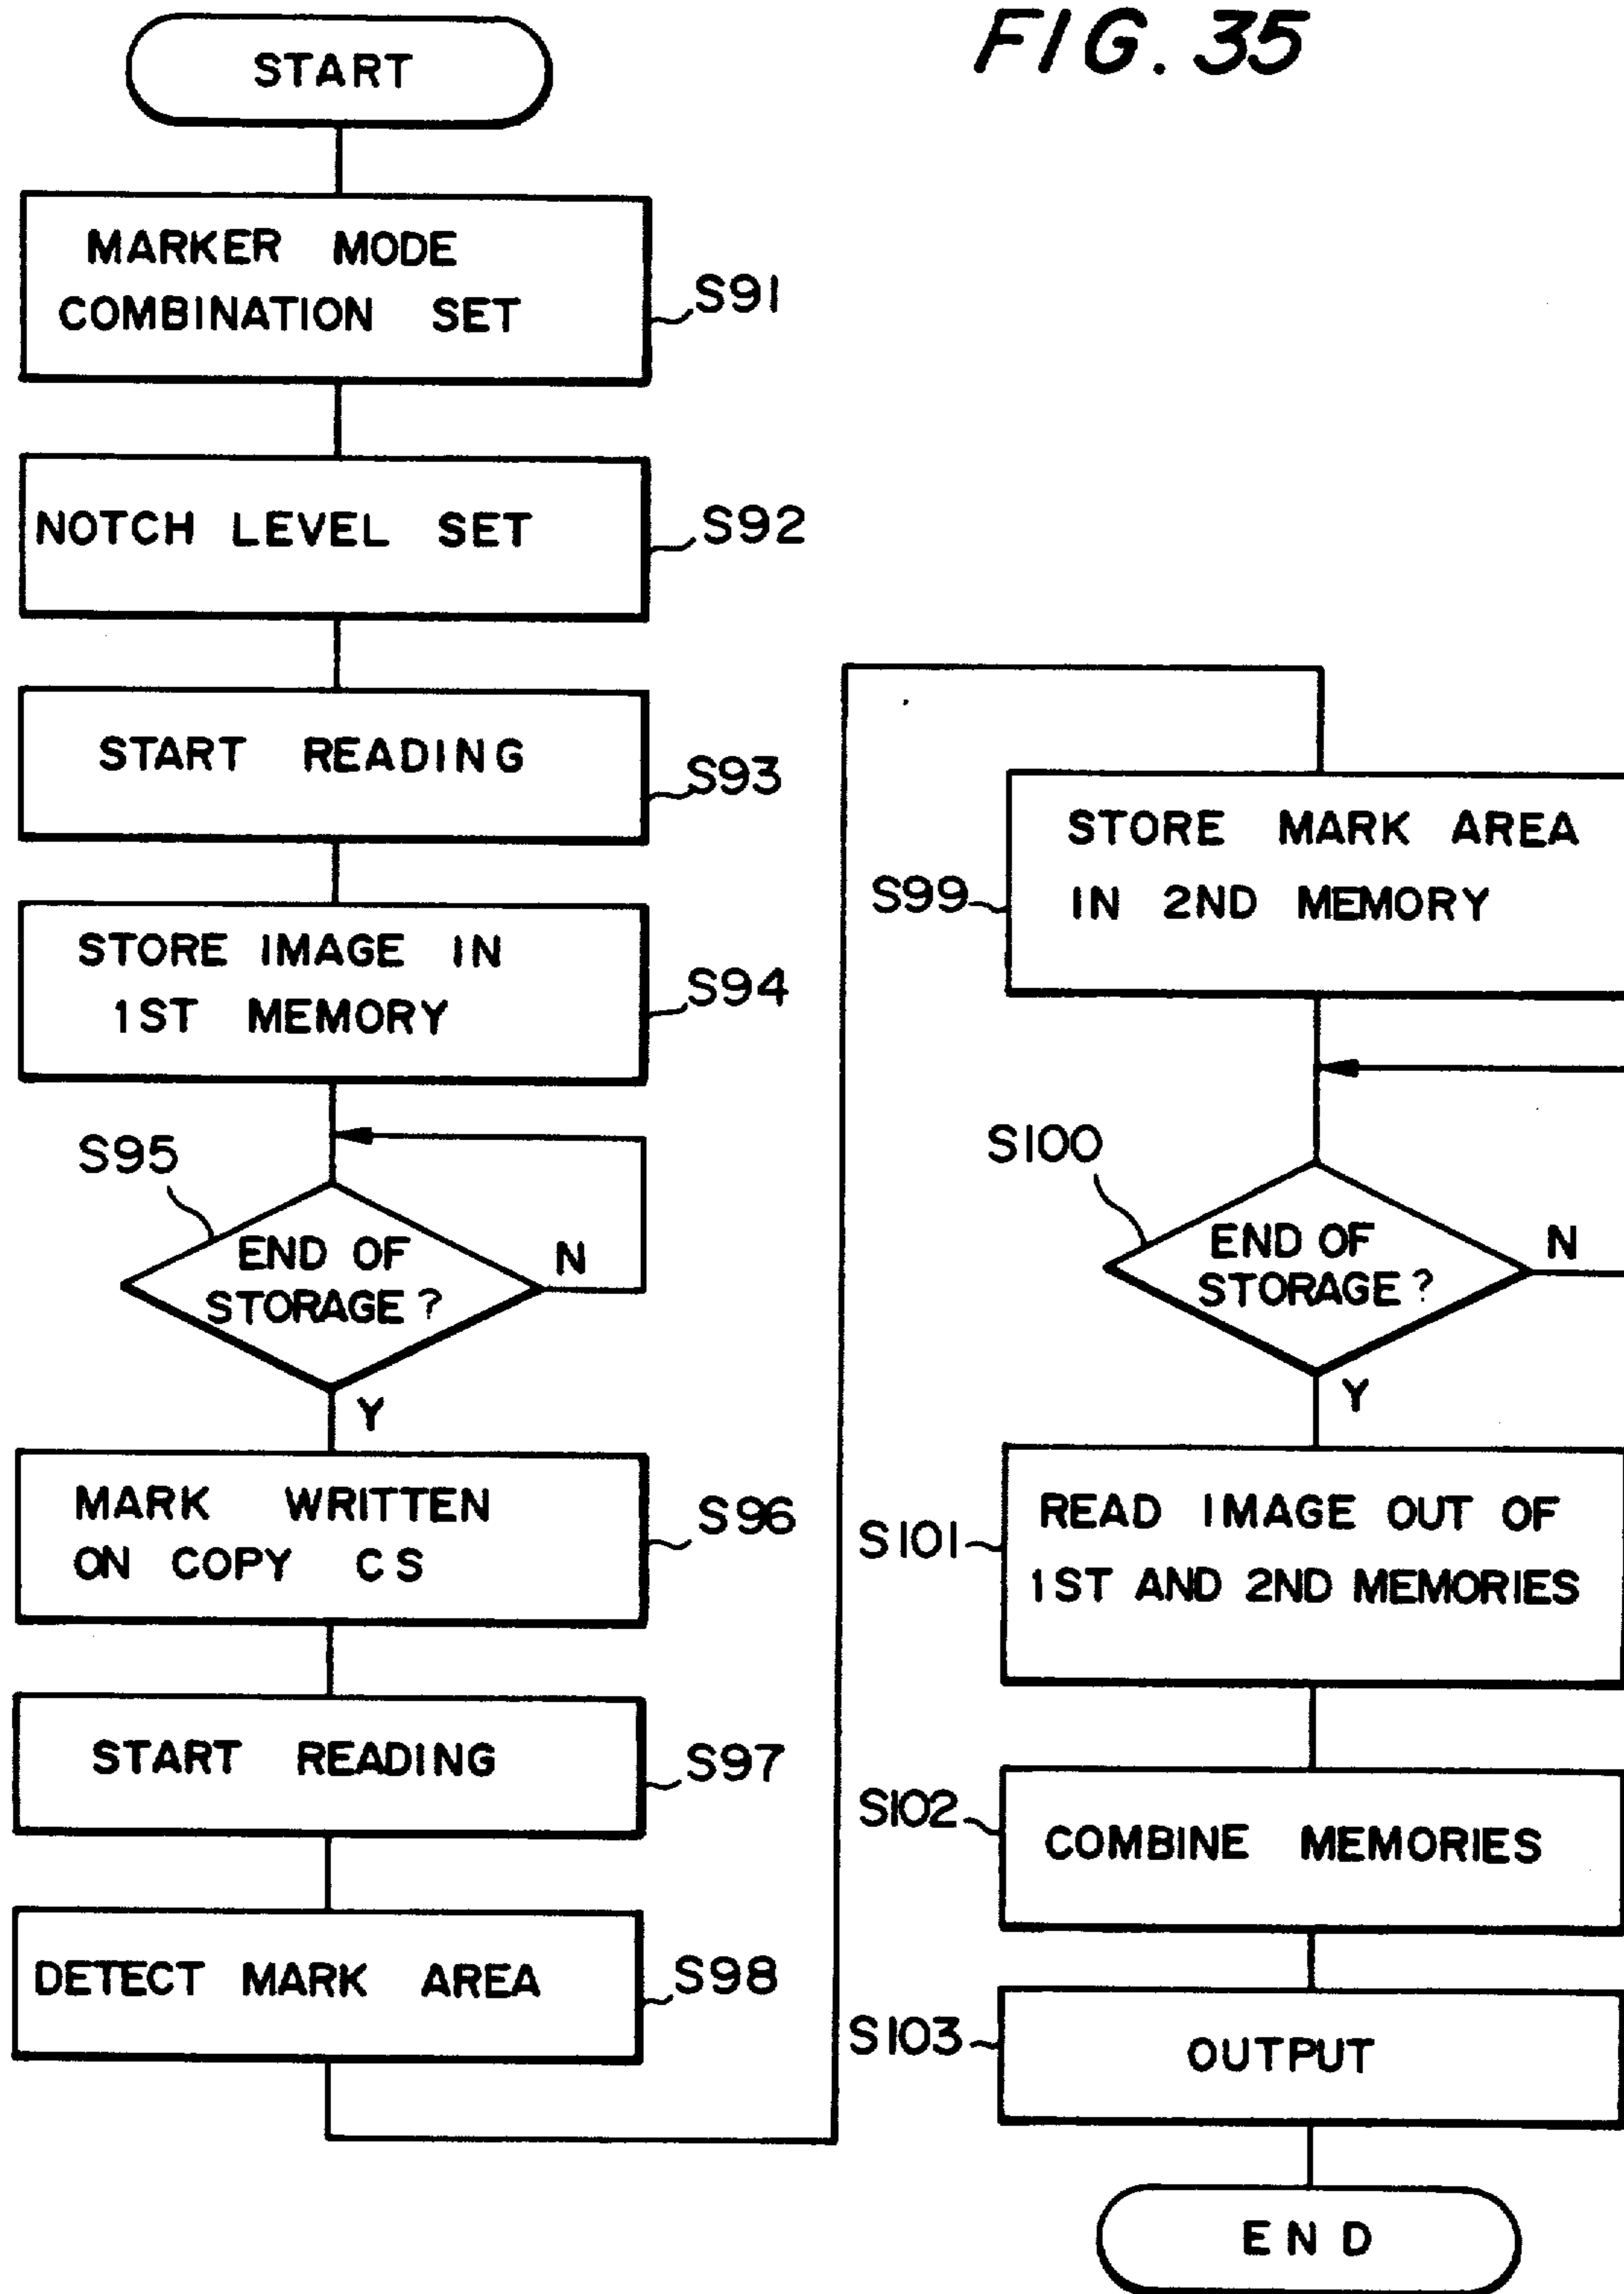 FIG. 35
START
MARKER MODE
COMBINATION SET
S91
NOTCH LEVEL SET
S92
START READING
S93
STORE IMAGE IN
1ST MEMORY
S94
S95
END OF
STORAGE?
N
Y
MARK WRITTEN
ON COPY CS
S96
START READING
S97
DETECT MARK AREA
S98
STORE MARK AREA
IN 2ND MEMORY
S99
S100
END OF
STORAGE?
N
Y
READ IMAGE OUT OF
1ST AND 2ND MEMORIES
S101
S102
COMBINE MEMORIES
S103
OUTPUT
END